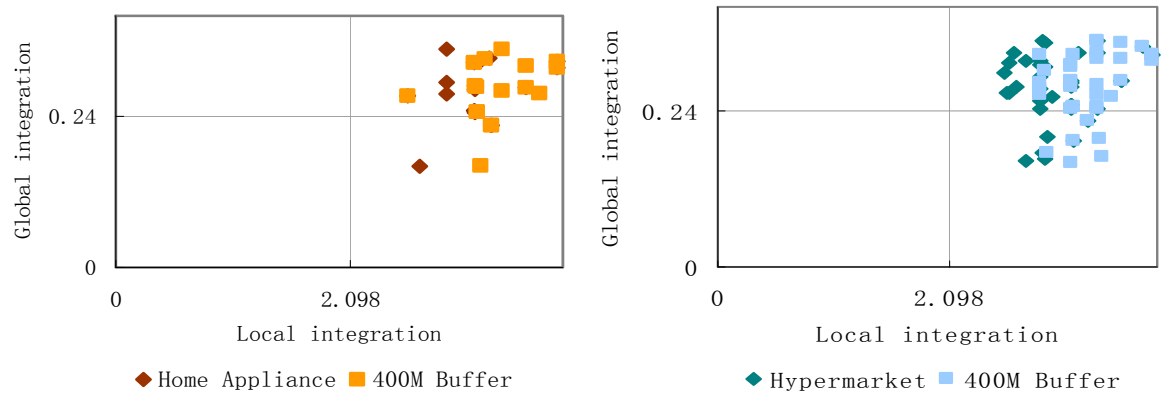 Global integration
0.24
0
0
2.098
Local integration
Home Appliance
400M Buffer
Global integration
0.24
0
0
2.098
Local integration
Hypermarket
400M Buffer